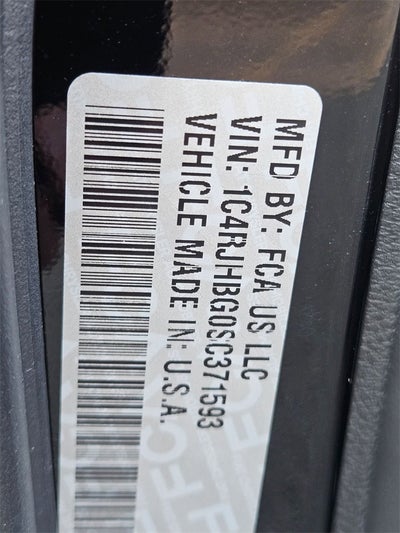 MFD BY: FCA US LLC
VIN: 1C4RJHBG0SC371593
VEHICLE MADE IN: U.S.A.